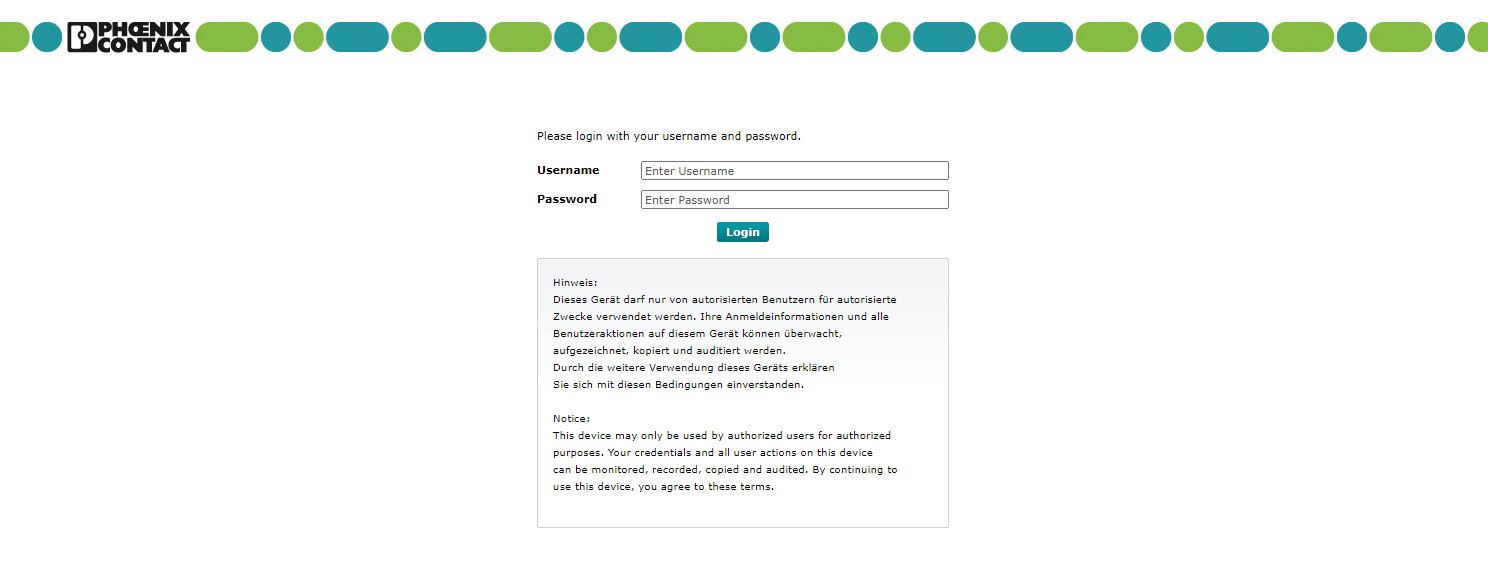 PHŒNIX
CONTACT
Please login with your username and password.
Username
Enter Username
Password
Enter Password
Login
Hinweis:
Dieses Gerät darf nur von autorisierten Benutzern für autorisierte
Zwecke verwendet werden. Ihre Anmeldeinformationen und alle
Benutzeraktionen auf diesem Gerät können überwacht,
aufgezeichnet, kopiert und auditiert werden.
Durch die weitere Verwendung dieses Geräts erklären
Sie sich mit diesen Bedingungen einverstanden.
Notice:
This device may only be used by authorized users for authorized
purposes. Your credentials and all user actions on this device
can be monitored, recorded, copied and audited. By continuing to
use this device, you agree to these terms.